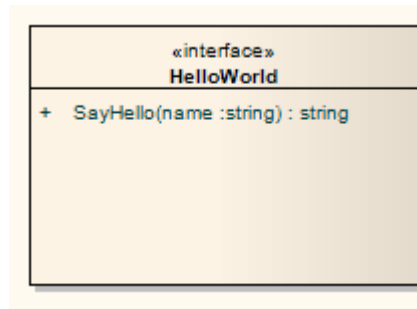 «interface»
HelloWorld
+ SayHello(name :string) : string